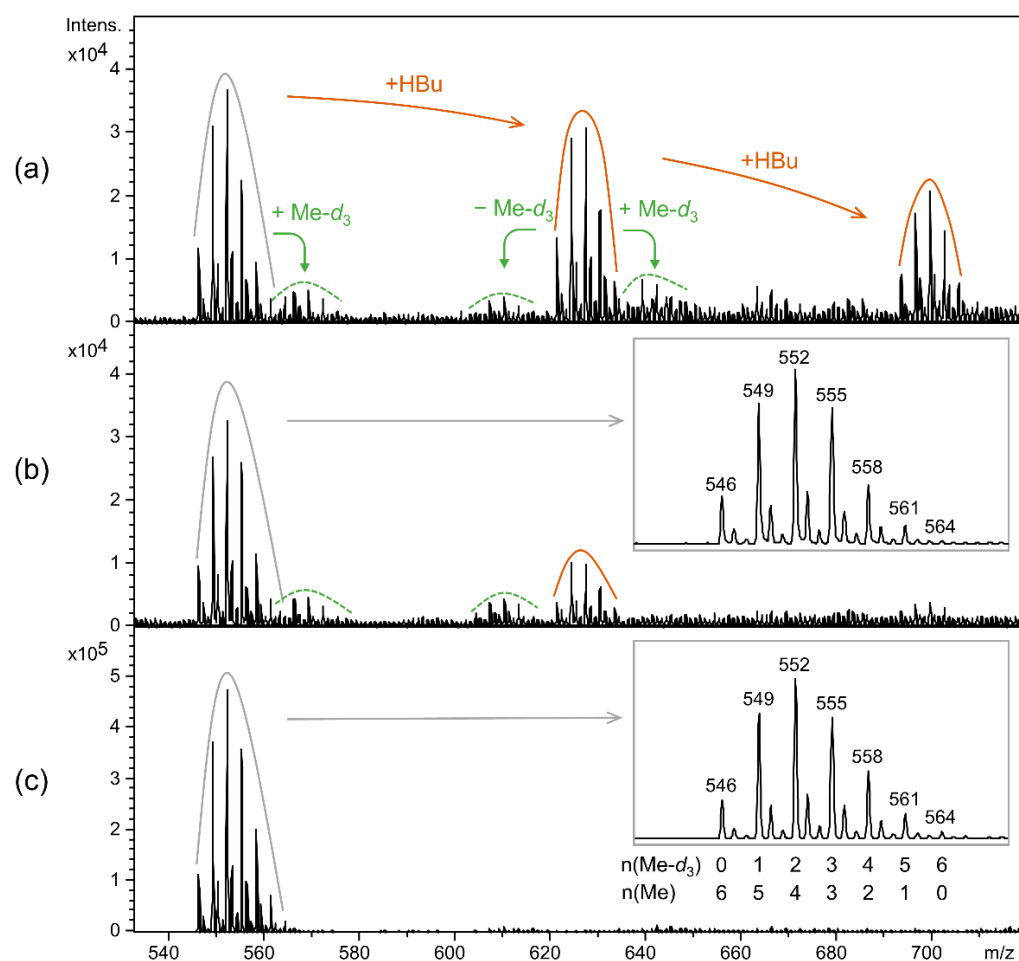 Intens.
x10⁴
4
3
2
1
0
(a)
+HBu
+HBu
+ Me-d₃
− Me-d₃
+ Me-d₃
x10⁴
4
3
2
1
0
(b)
546
549
552
555
558
561
564
x10⁵
5
4
3
2
1
0
(c)
546
549
552
555
558
561
564
n(Me-d₃) 0 1 2 3 4 5 6
n(Me) 6 5 4 3 2 1 0
540 560 580 600 620 640 660 680 700 m/z